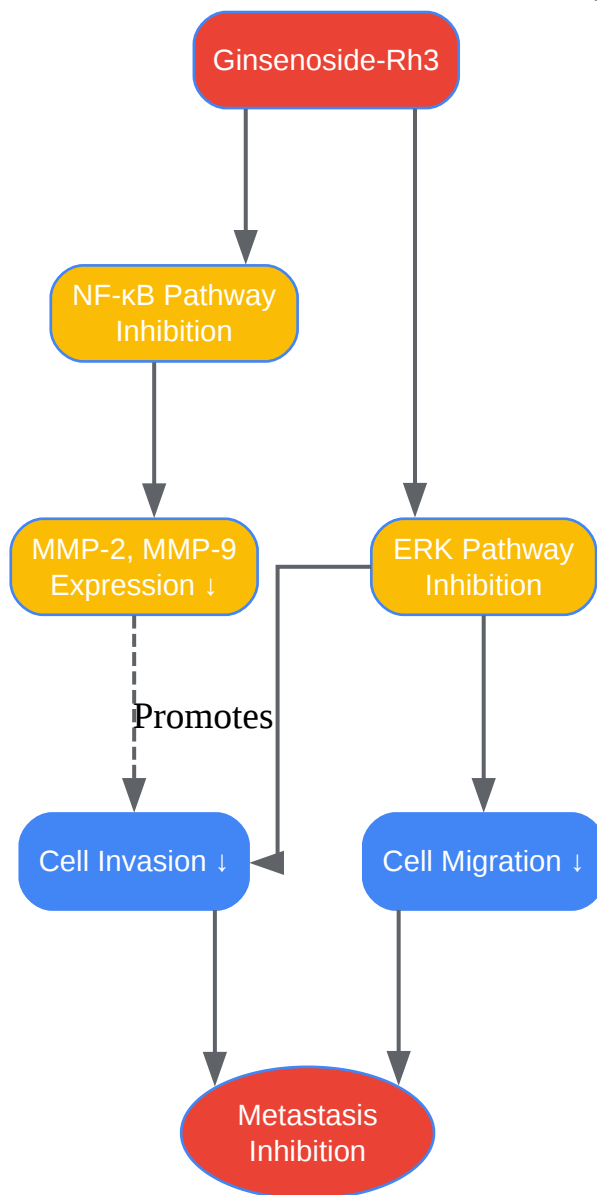 Ginsenoside-Rh3
NF-κB Pathway
Inhibition
MMP-2, MMP-9
Expression ↓
ERK Pathway
Inhibition
Promotes
Cell Invasion ↓
Cell Migration ↓
Metastasis
Inhibition